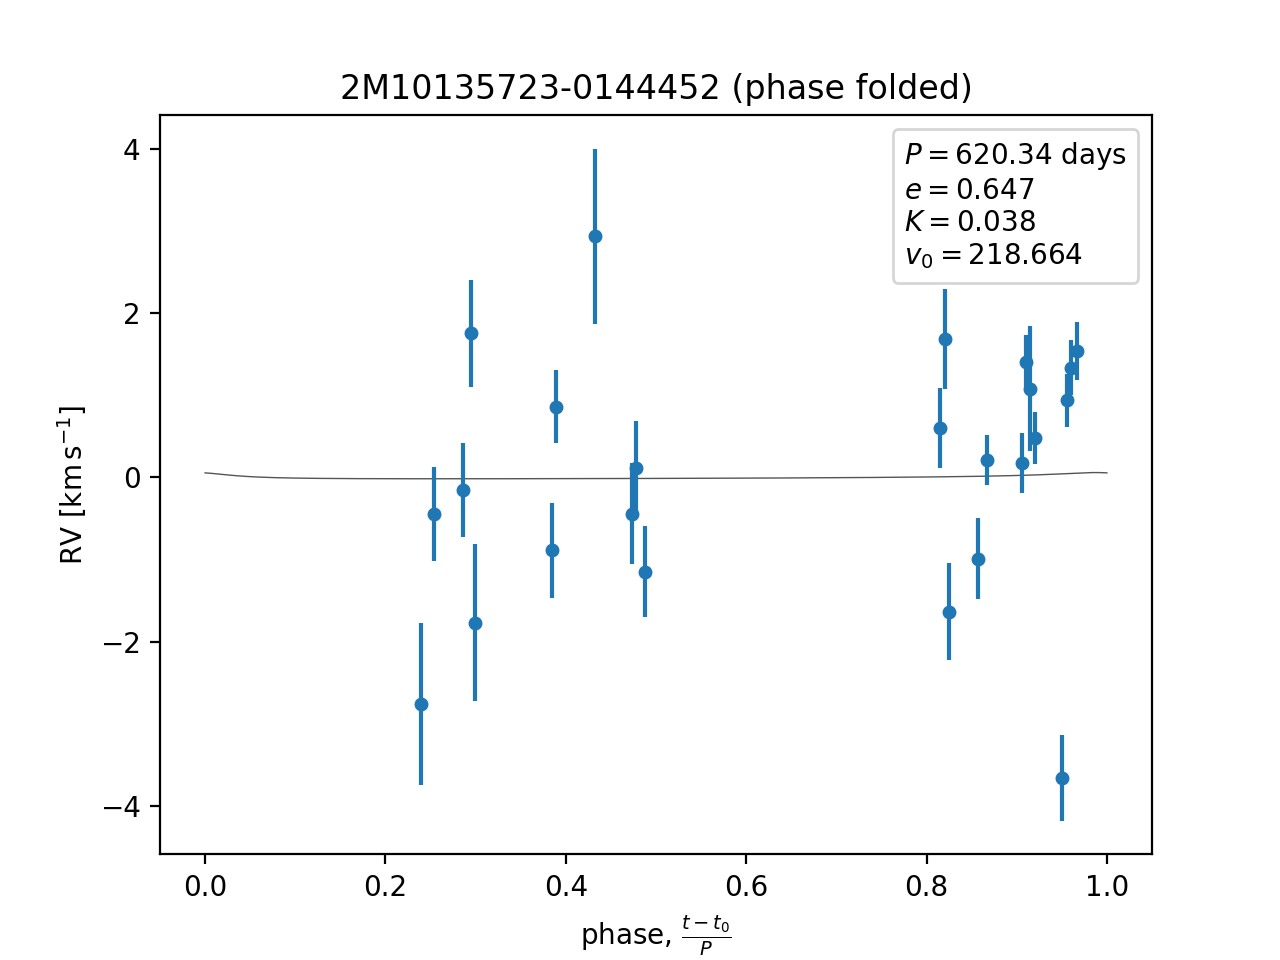 2M10135723-0144452 (phase folded)
P = 620.34 days
e = 0.647
K = 0.038
v₀ = 218.664
4
2
0
−2
−4
RV [km s⁻¹]
0.0 0.2 0.4 0.6 0.8 1.0
phase, (t − t₀)/P